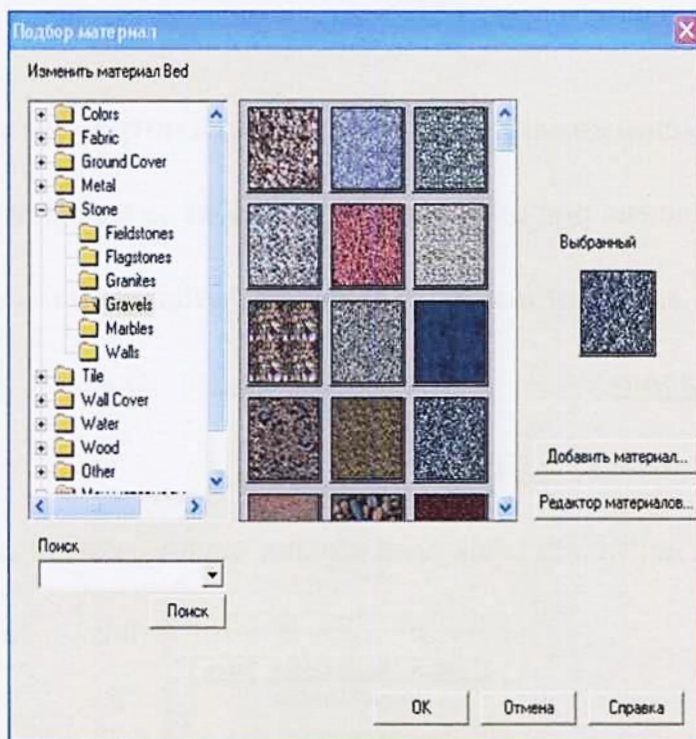 Подбор материал
Изменить материал Bed
Colors
Fabric
Ground Cover
Metal
Stone
Fieldstones
Flagstones
Granites
Gravels
Marbles
Walls
Tile
Wall Cover
Water
Wood
Other
Выбранный
Добавить материал...
Редактор материалов...
Поиск
Поиск
OK
Отмена
Справка